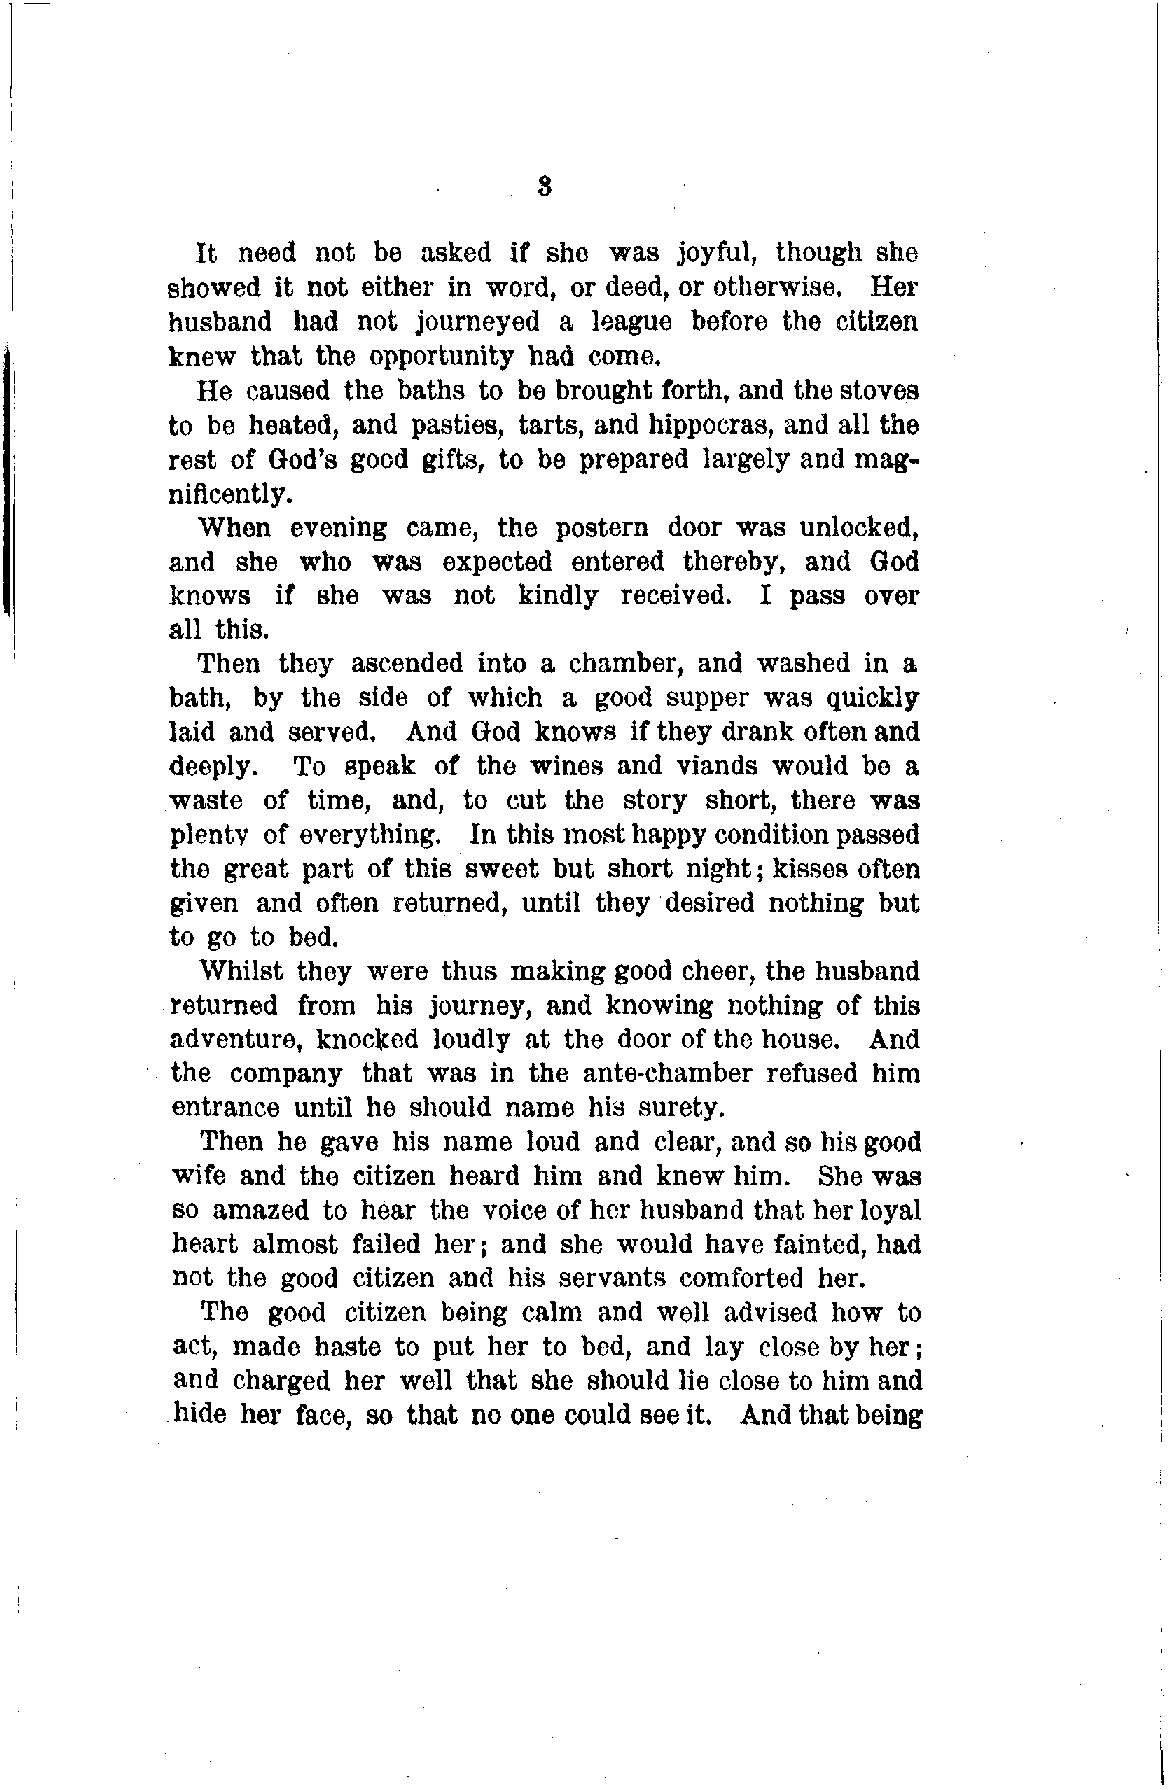 3
It need not be asked if she was joyful, though she
showed it not either in word, or deed, or otherwise. Her
husband had not journeyed a league before the citizen
knew that the opportunity had come.
He caused the baths to be brought forth, and the stoves
to be heated, and pasties, tarts, and hippocras, and all the
rest of God's good gifts, to be prepared largely and mag-
nificently.
When evening came, the postern door was unlocked,
and she who was expected entered thereby, and God
knows if she was not kindly received. I pass over
all this.
Then they ascended into a chamber, and washed in a
bath, by the side of which a good supper was quickly
laid and served. And God knows if they drank often and
deeply. To speak of the wines and viands would be a
waste of time, and, to cut the story short, there was
plenty of everything. In this most happy condition passed
the great part of this sweet but short night; kisses often
given and often returned, until they desired nothing but
to go to bed.
Whilst they were thus making good cheer, the husband
returned from his journey, and knowing nothing of this
adventure, knocked loudly at the door of the house. And
the company that was in the ante-chamber refused him
entrance until he should name his surety.
Then he gave his name loud and clear, and so his good
wife and the citizen heard him and knew him. She was
so amazed to hear the voice of her husband that her loyal
heart almost failed her; and she would have fainted, had
not the good citizen and his servants comforted her.
The good citizen being calm and well advised how to
act, made haste to put her to bed, and lay close by her;
and charged her well that she should lie close to him and
hide her face, so that no one could see it. And that being